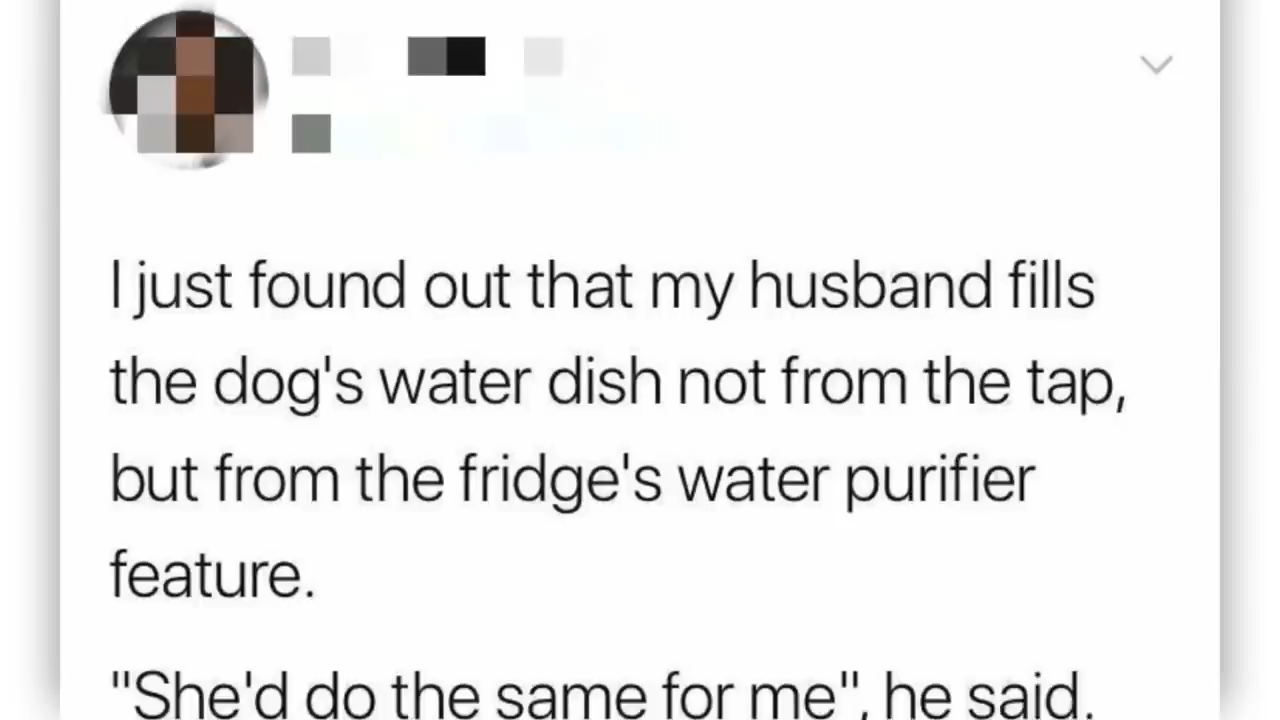 I just found out that my husband fills
the dog's water dish not from the tap,
but from the fridge's water purifier
feature.
"She'd do the same for me", he said.